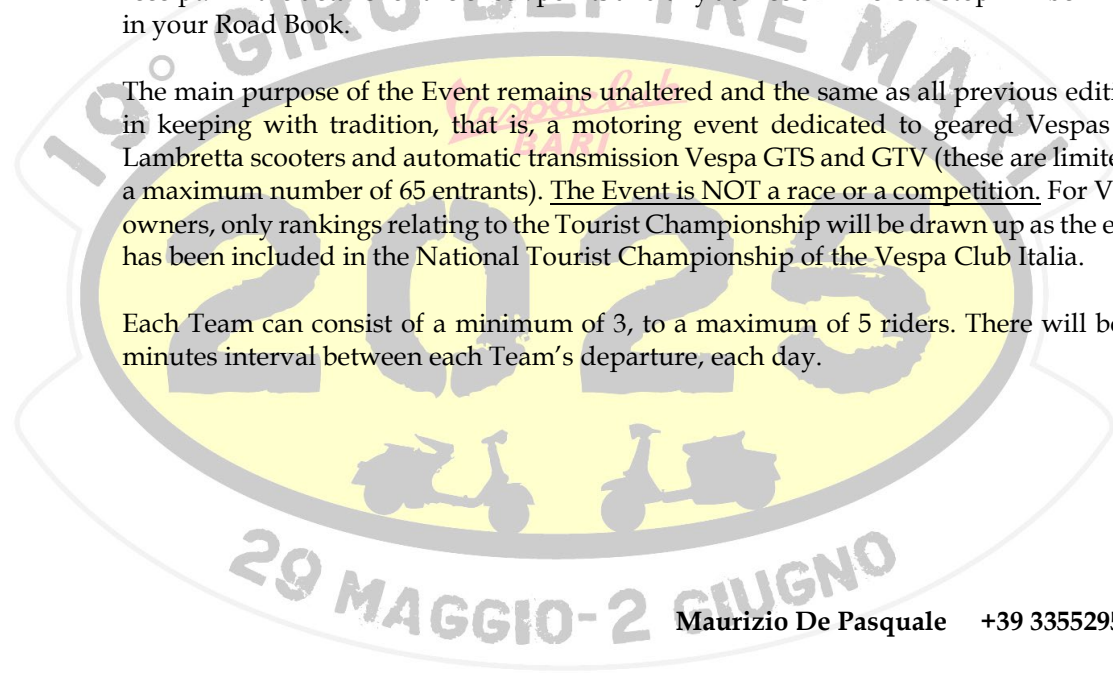 in your Road Book.
19° GIRO DEI TRE MARI
Vespaclub
BARI
The main purpose of the Event remains unaltered and the same as all previous
in keeping with tradition, that is, a motoring event dedicated to geared Vespas
Lambretta scooters and automatic transmission Vespa GTS and GTV (these are
a maximum number of 65 entrants). The Event is NOT a race or a competition. For
owners, only rankings relating to the Tourist Championship will be drawn up as the
has been included in the National Tourist Championship of the Vespa Club Italia.
2025
Each Team can consist of a minimum of 3, to a maximum of 5 riders. There will
minutes interval between each Team's departure, each day.
29 MAGGIO-2 GIUGNO
Maurizio De Pasquale +39 3355295